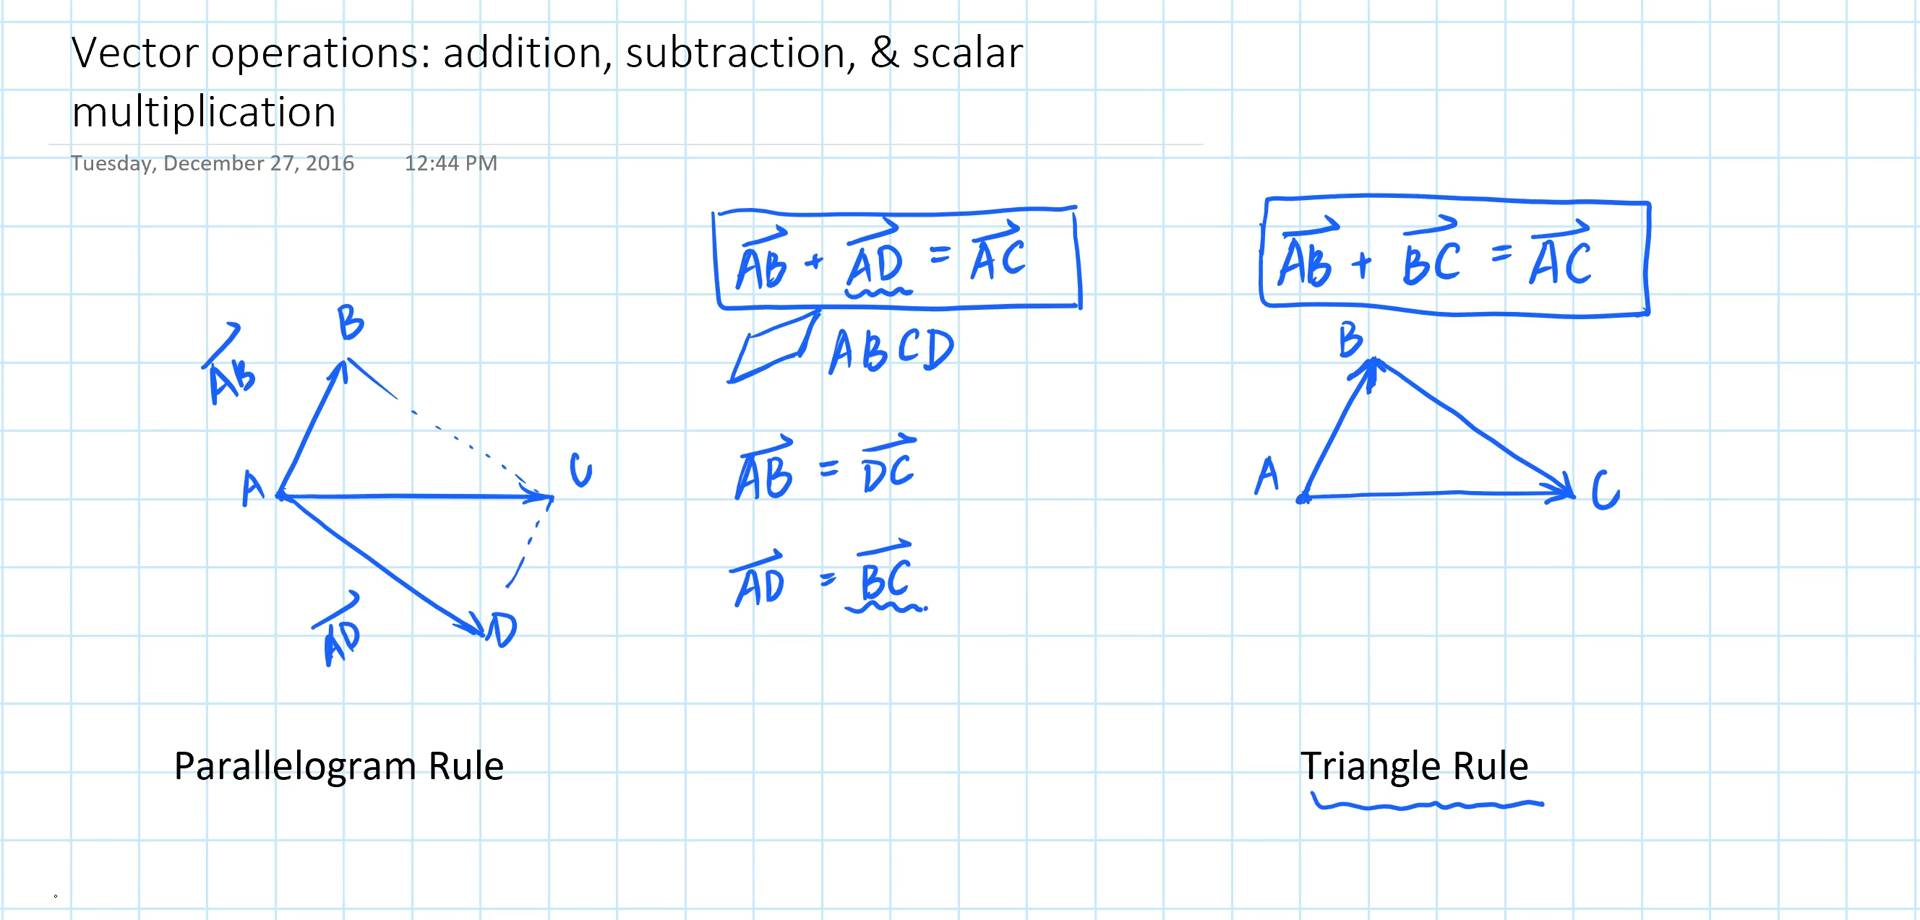 Vector operations: addition, subtraction, & scalar
multiplication
Tuesday, December 27, 2016 12:44 PM
AB + AD = AC
ABCD
AB = DC
AD = BC
AB
B
A
C
AD
D
Parallelogram Rule
AB + BC = AC
B
A
C
Triangle Rule